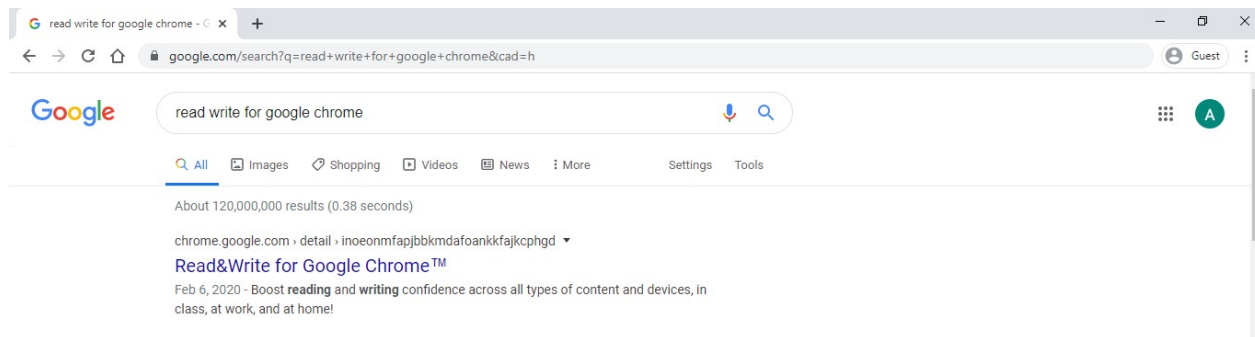 read write for google chrome - G
Guest
google.com/search?q=read+write+for+google+chrome&cad=h
Google
read write for google chrome
A
All Images Shopping Videos News More Settings Tools
About 120,000,000 results (0.38 seconds)
chrome.google.com › detail › inoeonmfapjbbkmdafoankkfajkcphgd
Read&Write for Google Chrome™
Feb 6, 2020 - Boost reading and writing confidence across all types of content and devices, in
class, at work, and at home!